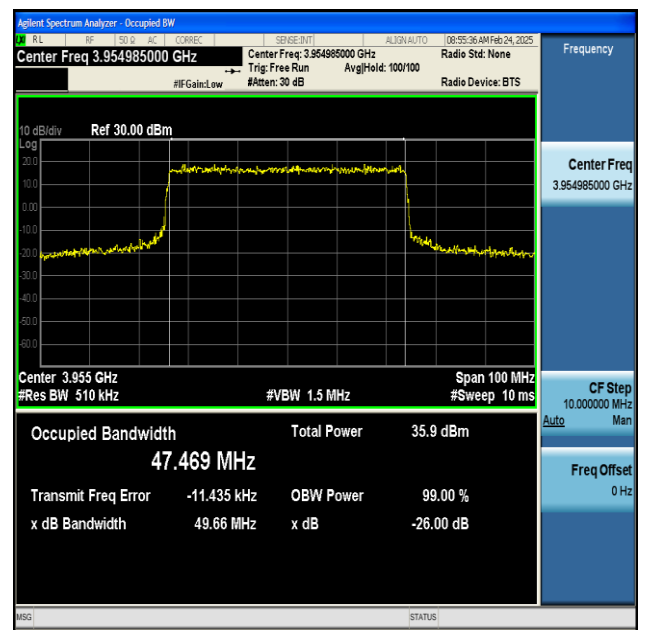 Agilent Spectrum Analyzer - Occupied BW
LXI RL RF 50 Ω AC CORREC SENSE:INT ALIGN AUTO 08:55:36 AM Feb 24, 2025
Center Freq 3.954985000 GHz
Center Freq: 3.954985000 GHz
Radio Std: None
Trig: Free Run Avg|Hold: 100/100
#IFGain:Low
#Atten: 30 dB
Radio Device: BTS
10 dB/div Ref 30.00 dBm
Log
20.0
10.0
0.00
-10.0
-20.0
-30.0
-40.0
-50.0
-60.0
Center 3.955 GHz Span 100 MHz
#Res BW 510 kHz #VBW 1.5 MHz #Sweep 10 ms
Occupied Bandwidth Total Power 35.9 dBm
47.469 MHz
Transmit Freq Error -11.435 kHz OBW Power 99.00 %
x dB Bandwidth 49.66 MHz x dB -26.00 dB
MSG STATUS
Frequency
Center Freq
3.954985000 GHz
CF Step
10.000000 MHz
Auto Man
Freq Offset
0 Hz